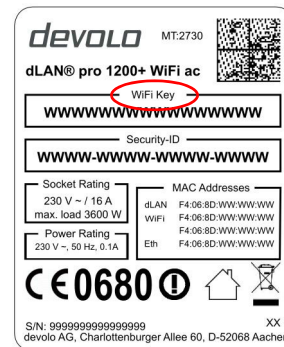 devolo MT:2730
dLAN® pro 1200+ WiFi ac
WiFi Key
WWWWWWWWWWWWWWWWW
Security-ID
WWWW-WWWW-WWWW-WWWW
Socket Rating
230 V ~ / 16 A
max. load 3600 W
Power Rating
230 V ~, 50 Hz, 0.1A
MAC Addresses
dLAN F4:06:8D:WW:WW:WW
WiFi F4:06:8D:WW:WW:WW
F4:06:8D:WW:WW:WW
Eth F4:06:8D:WW:WW:WW
CE0680
S/N: 9999999999999999 XX
devolo AG, Charlottenburger Allee 60, D-52068 Aachen